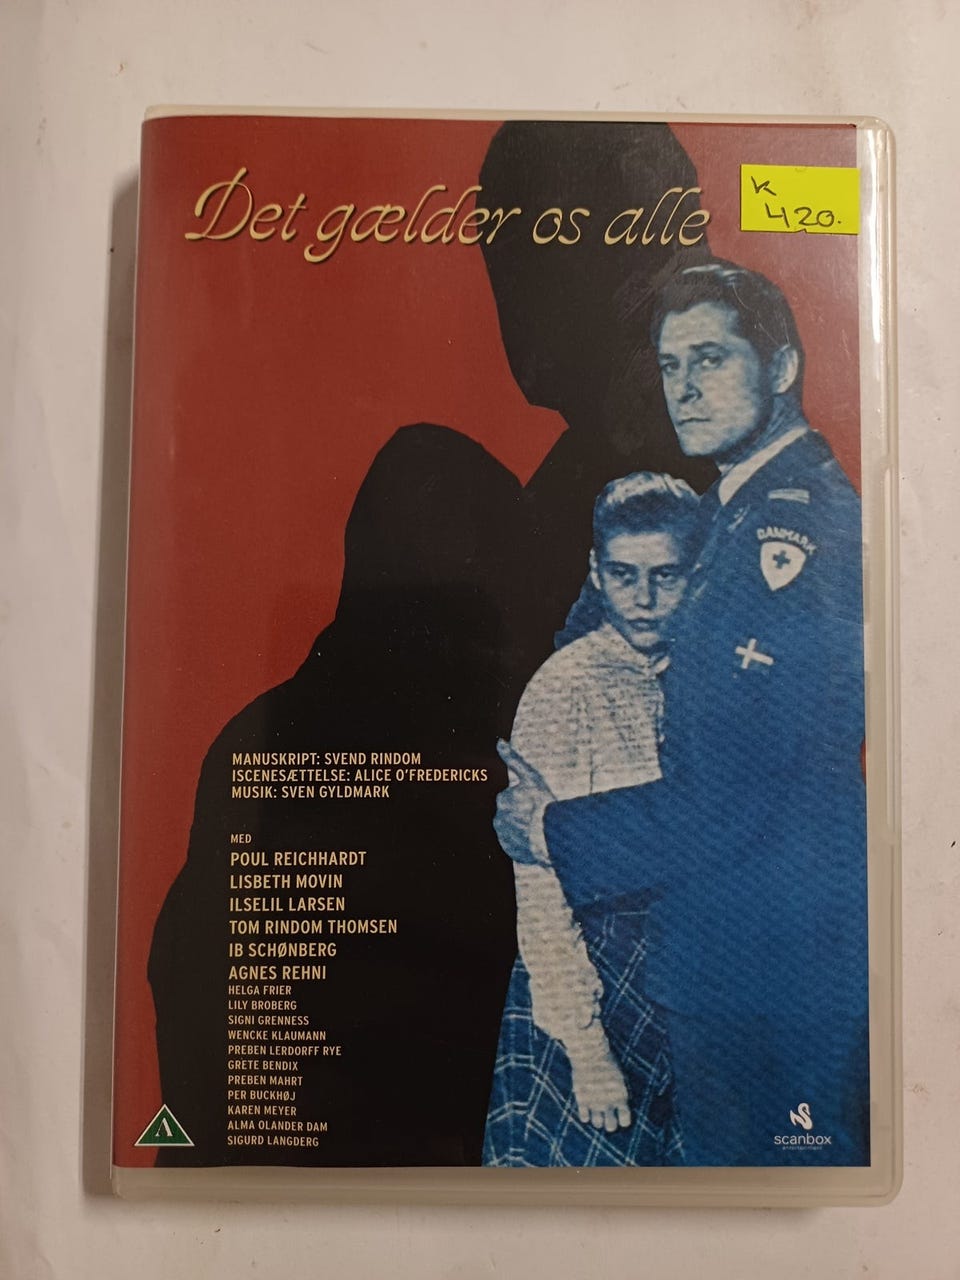 Det gælder os alle
K
420.
DANMARK
MANUSKRIPT: SVEND RINDOM
ISCENESÆTTELSE: ALICE O'FREDERICKS
MUSIK: SVEN GYLDMARK
MED
POUL REICHHARDT
LISBETH MOVIN
ILSELIL LARSEN
TOM RINDOM THOMSEN
IB SCHØNBERG
AGNES REHNI
HELGA FRIER
LILY BROBERG
SIGNI GRENNESS
WENCKE KLAUMANN
PREBEN LERDORFF RYE
GRETE BENDIX
PREBEN MAHRT
PER BUCKHØJ
KAREN MEYER
ALMA OLANDER DAM
SIGURD LANGDERG
A
scanbox
entertainment